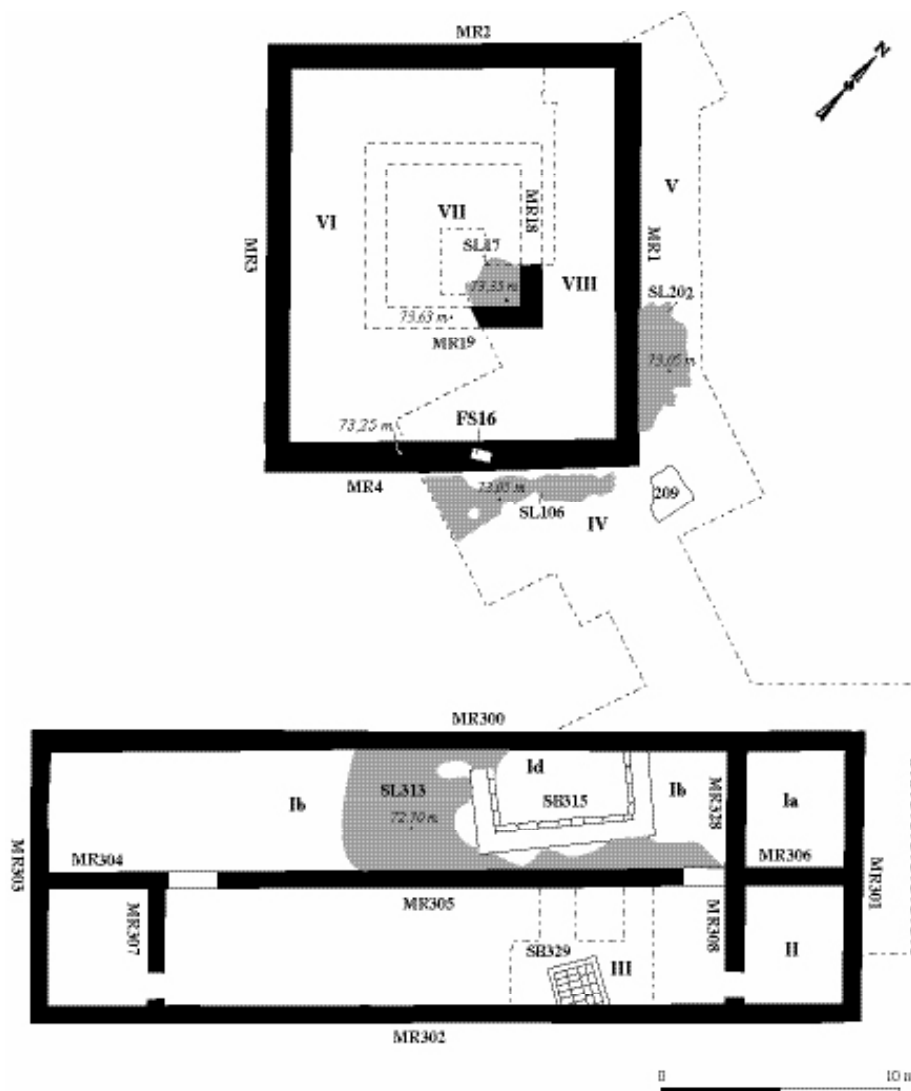 MR2
N
V
MR18
VII
VI
SL17
MR3
MR1
VIII
73,35 m
SL202
73,63 m
MR19
73,05 m
FS16
73,25 m
MR4
73,05 m
209
SL106
IV
MR300
Id
SL313
Ib
SB315
Ib
MR328
Ia
72,10 m
MR304
MR306
MR303
MR301
MR305
MR307
MR308
SB329
III
II
MR302
0
10 m